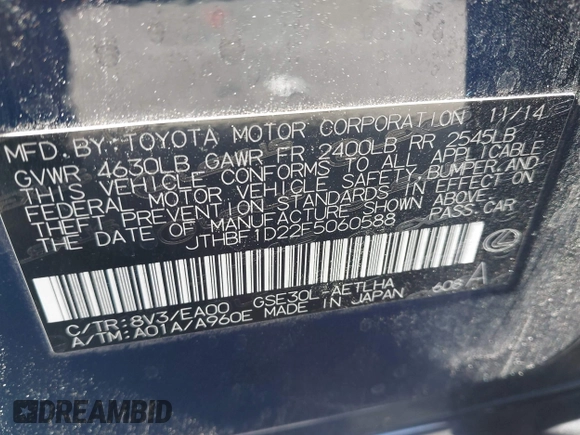 MFD.BY: TOYOTA MOTOR CORPORATION 11/14
GVWR 4630LB GAWR FR 2400LB RR 2545LB
THIS VEHICLE CONFORMS TO ALL APPLICABLE
FEDERAL MOTOR VEHICLE SAFETY, BUMPER, AND
THEFT PREVENTION STANDARDS IN EFFECT ON
THE DATE OF MANUFACTURE SHOWN ABOVE.
JTHBF1D22F5060588 PASS.CAR
C/TR:8V3/EA00 GSE30L-AETLHA 606 A
A/TM:A01A/A960E MADE IN JAPAN
DREAMBID